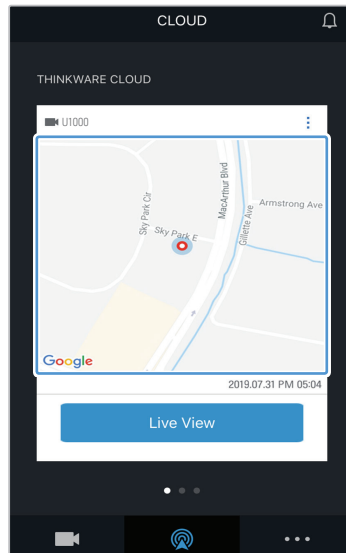 CLOUD
THINKWARE CLOUD
U1000
Sky Park Cir
Sky Park E
MacArthur Blvd
Gillette Ave
Armstrong Ave
Google
2019.07.31 PM 05:04
Live View